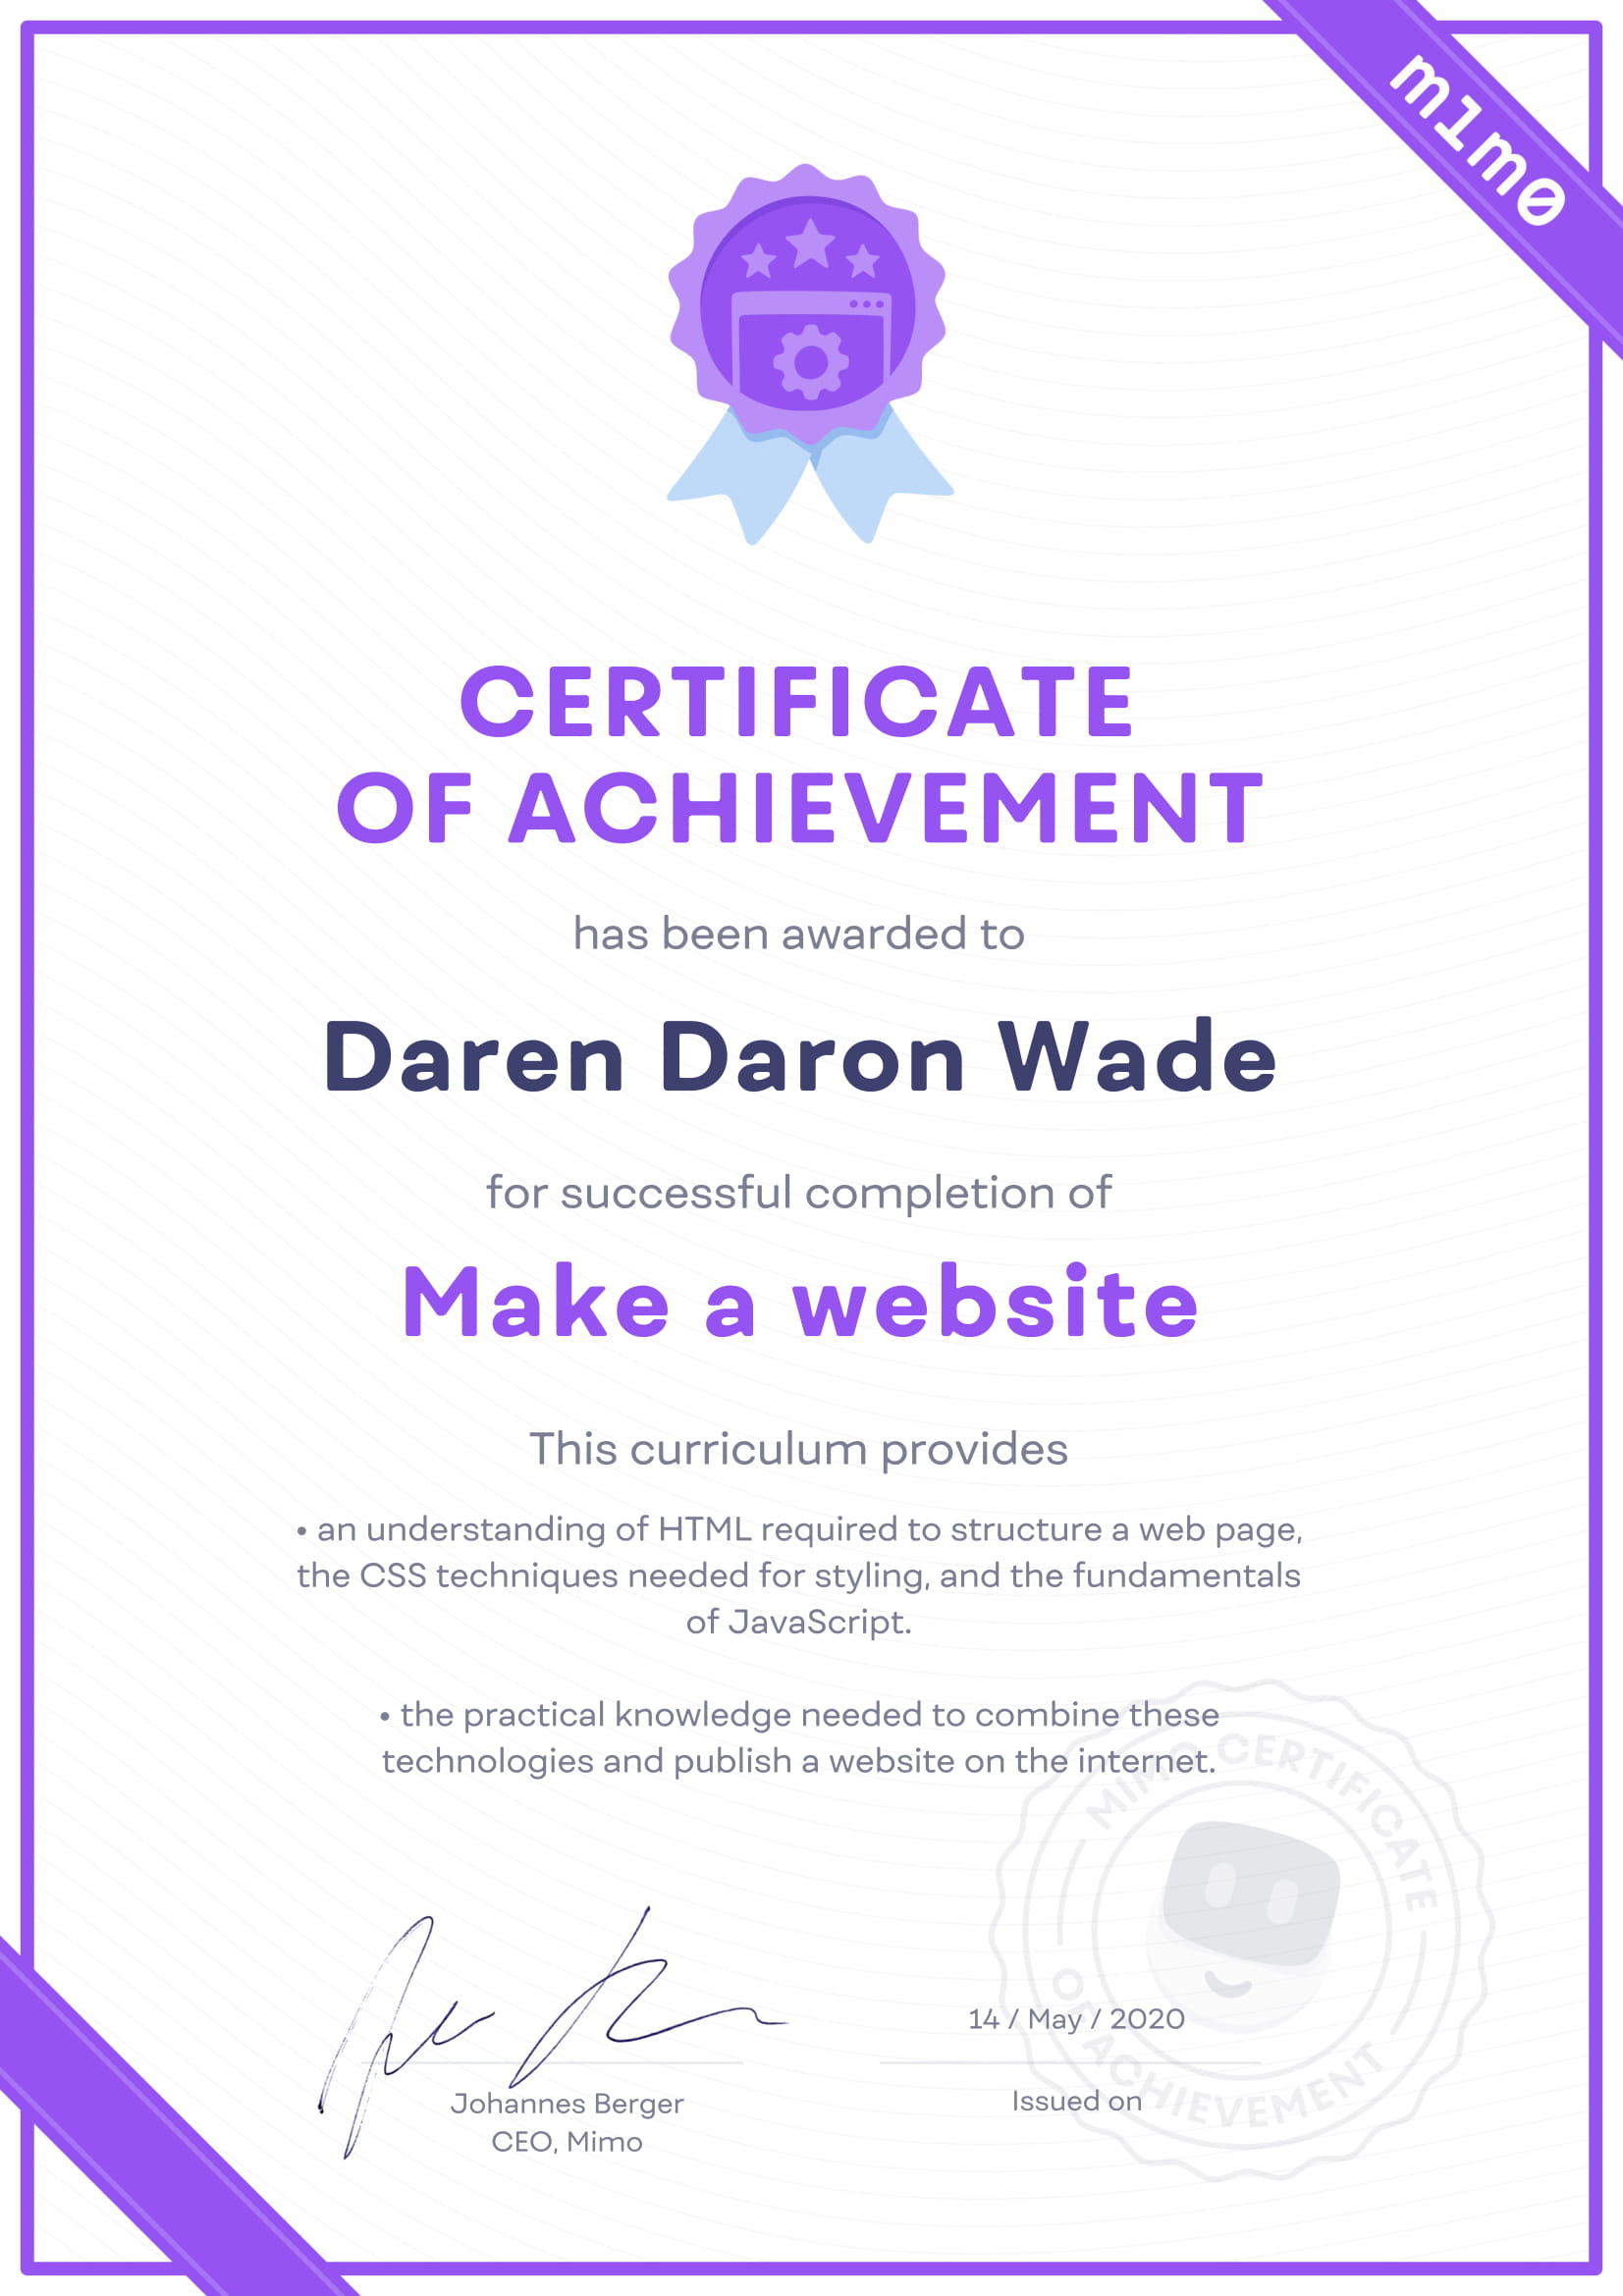 m1m0
CERTIFICATE
OF ACHIEVEMENT
has been awarded to
Daren Daron Wade
for successful completion of
Make a website
This curriculum provides
• an understanding of HTML required to structure a web page,
the CSS techniques needed for styling, and the fundamentals
of JavaScript.
• the practical knowledge needed to combine these
technologies and publish a website on the internet.
MIMO CERTIFICATE
OF ACHIEVEMENT
14 / May / 2020
Johannes Berger
CEO, Mimo
Issued on